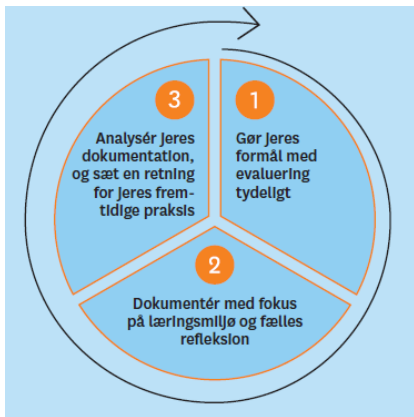 1
Gør jeres
formål med
evaluering
tydeligt
2
Dokumentér med fokus
på læringsmiljø og fælles
refleksion
3
Analysér jeres
dokumentation,
og sæt en retning
for jeres frem-
tidige praksis